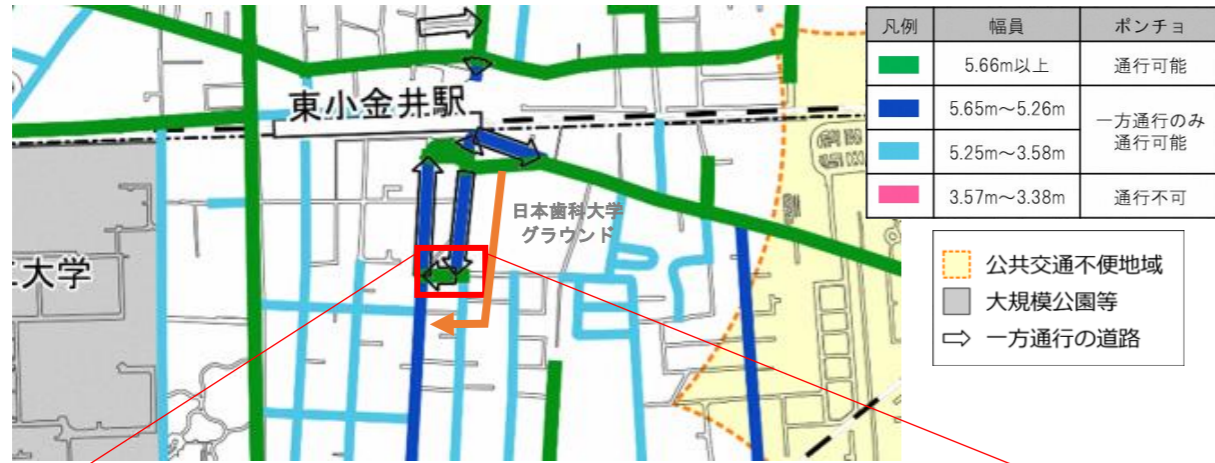 東小金井駅
日本歯科大学
グラウンド
大学
凡例
幅員
ポンチョ
5.66m以上
通行可能
5.65m～5.26m
一方通行のみ
通行可能
5.25m～3.58m
3.57m～3.38m
通行不可
公共交通不便地域
大規模公園等
一方通行の道路